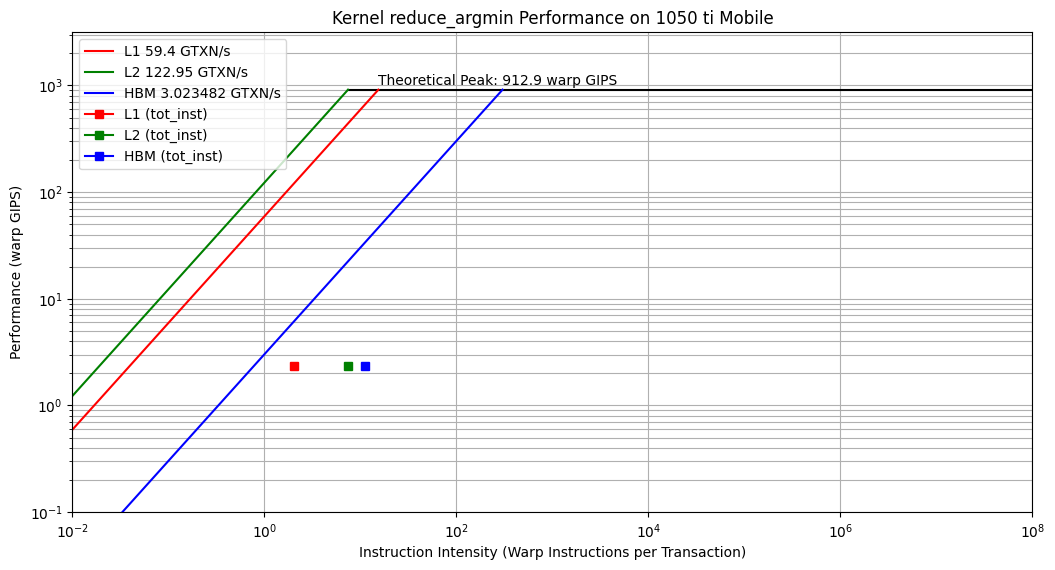 Kernel reduce_argmin Performance on 1050 ti Mobile
L1 59.4 GTXN/s
L2 122.95 GTXN/s
HBM 3.023482 GTXN/s
L1 (tot_inst)
L2 (tot_inst)
HBM (tot_inst)
Theoretical Peak: 912.9 warp GIPS
Performance (warp GIPS)
10³
10²
10¹
10⁰
10⁻¹
10⁻² 10⁰ 10² 10⁴ 10⁶ 10⁸
Instruction Intensity (Warp Instructions per Transaction)